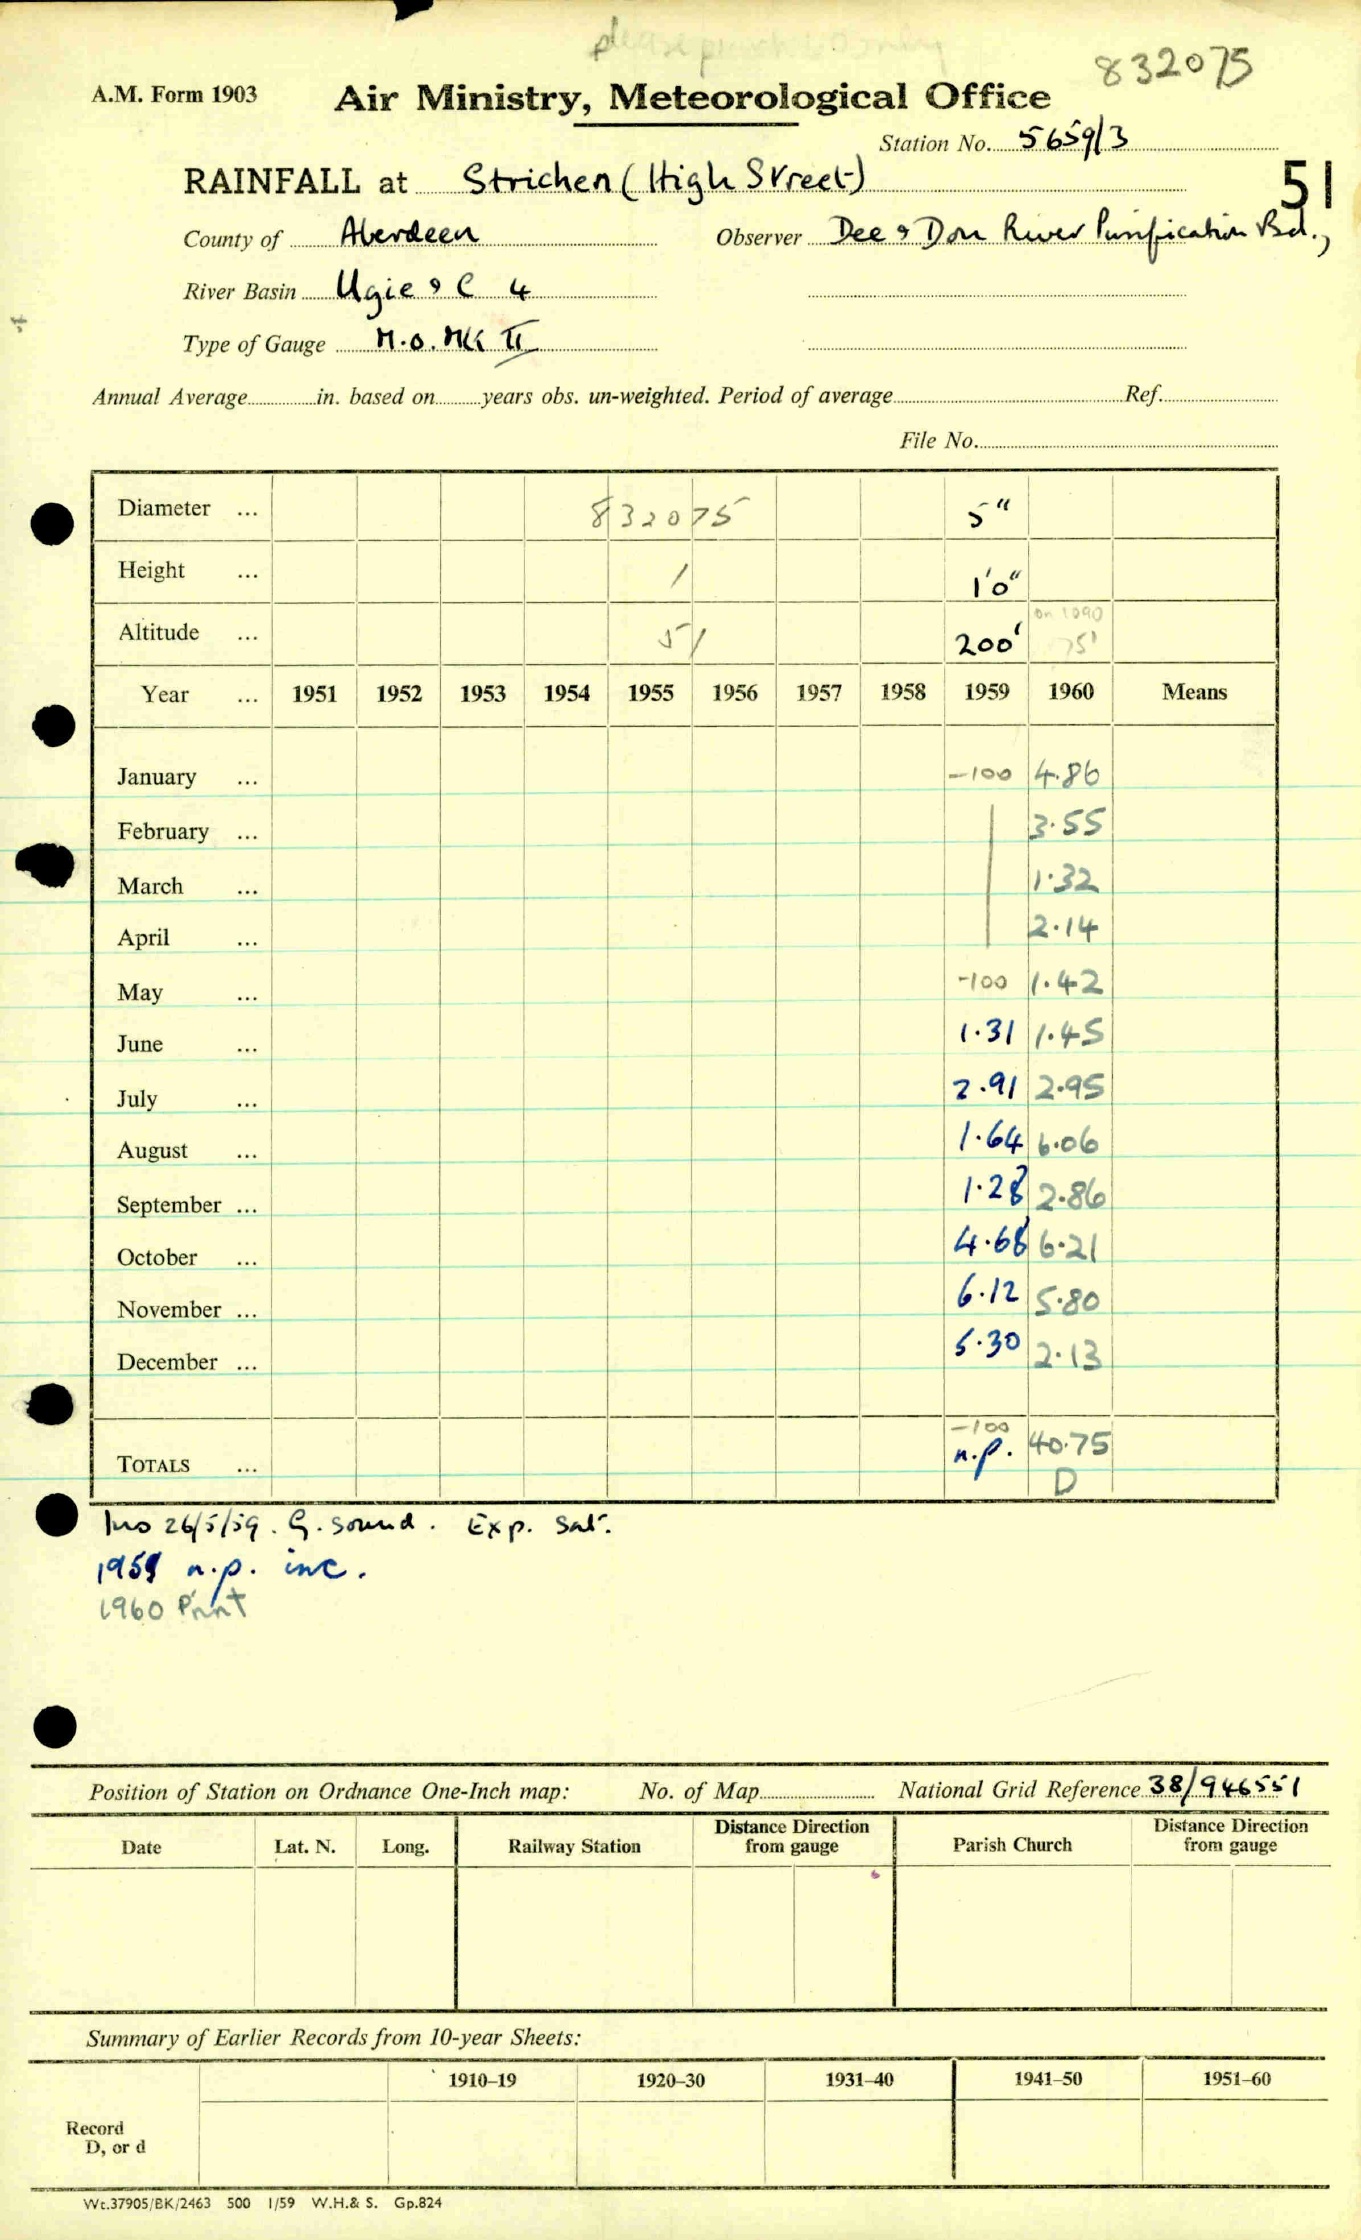 832075
A.M. Form 1903 Air Ministry, Meteorological Office
Station No. 5659/3
RAINFALL at Strichen (High Street)
51
County of Aberdeen Observer Dee & Don River Purification Bd.,
River Basin Ugie & C 4
Type of Gauge M.O. Mk II
Annual Average in. based on years obs. un-weighted. Period of average Ref.
File No.
Diameter ... 832075 5"
Height ... 1 1'0"
Altitude ... 51 200' 75'
Year ... 1951 1952 1953 1954 1955 1956 1957 1958 1959 1960 Means
January ... -100 4.86
February ... 3.55
March ... 1.32
April ... 2.14
May ... -100 1.42
June ... 1.31 1.45
July ... 2.91 2.95
August ... 1.64 6.06
September ... 1.28 2.86
October ... 4.68 6.21
November ... 6.12 5.80
December ... 5.30 2.13
-100
TOTALS ... n.p. 40.75
D
Ins 26/5/59. G. sound. Exp. Sat.
1959 n.p. inc.
1960 Print
Position of Station on Ordnance One-Inch map: No. of Map National Grid Reference 38/946551
Date Lat. N. Long. Railway Station Distance Direction from gauge Parish Church Distance Direction from gauge
Summary of Earlier Records from 10-year Sheets:
1910–19 1920–30 1931–40 1941–50 1951–60
Record
D, or d
Wt.37905/BK/2463 500 1/59 W.H.& S. Gp.824